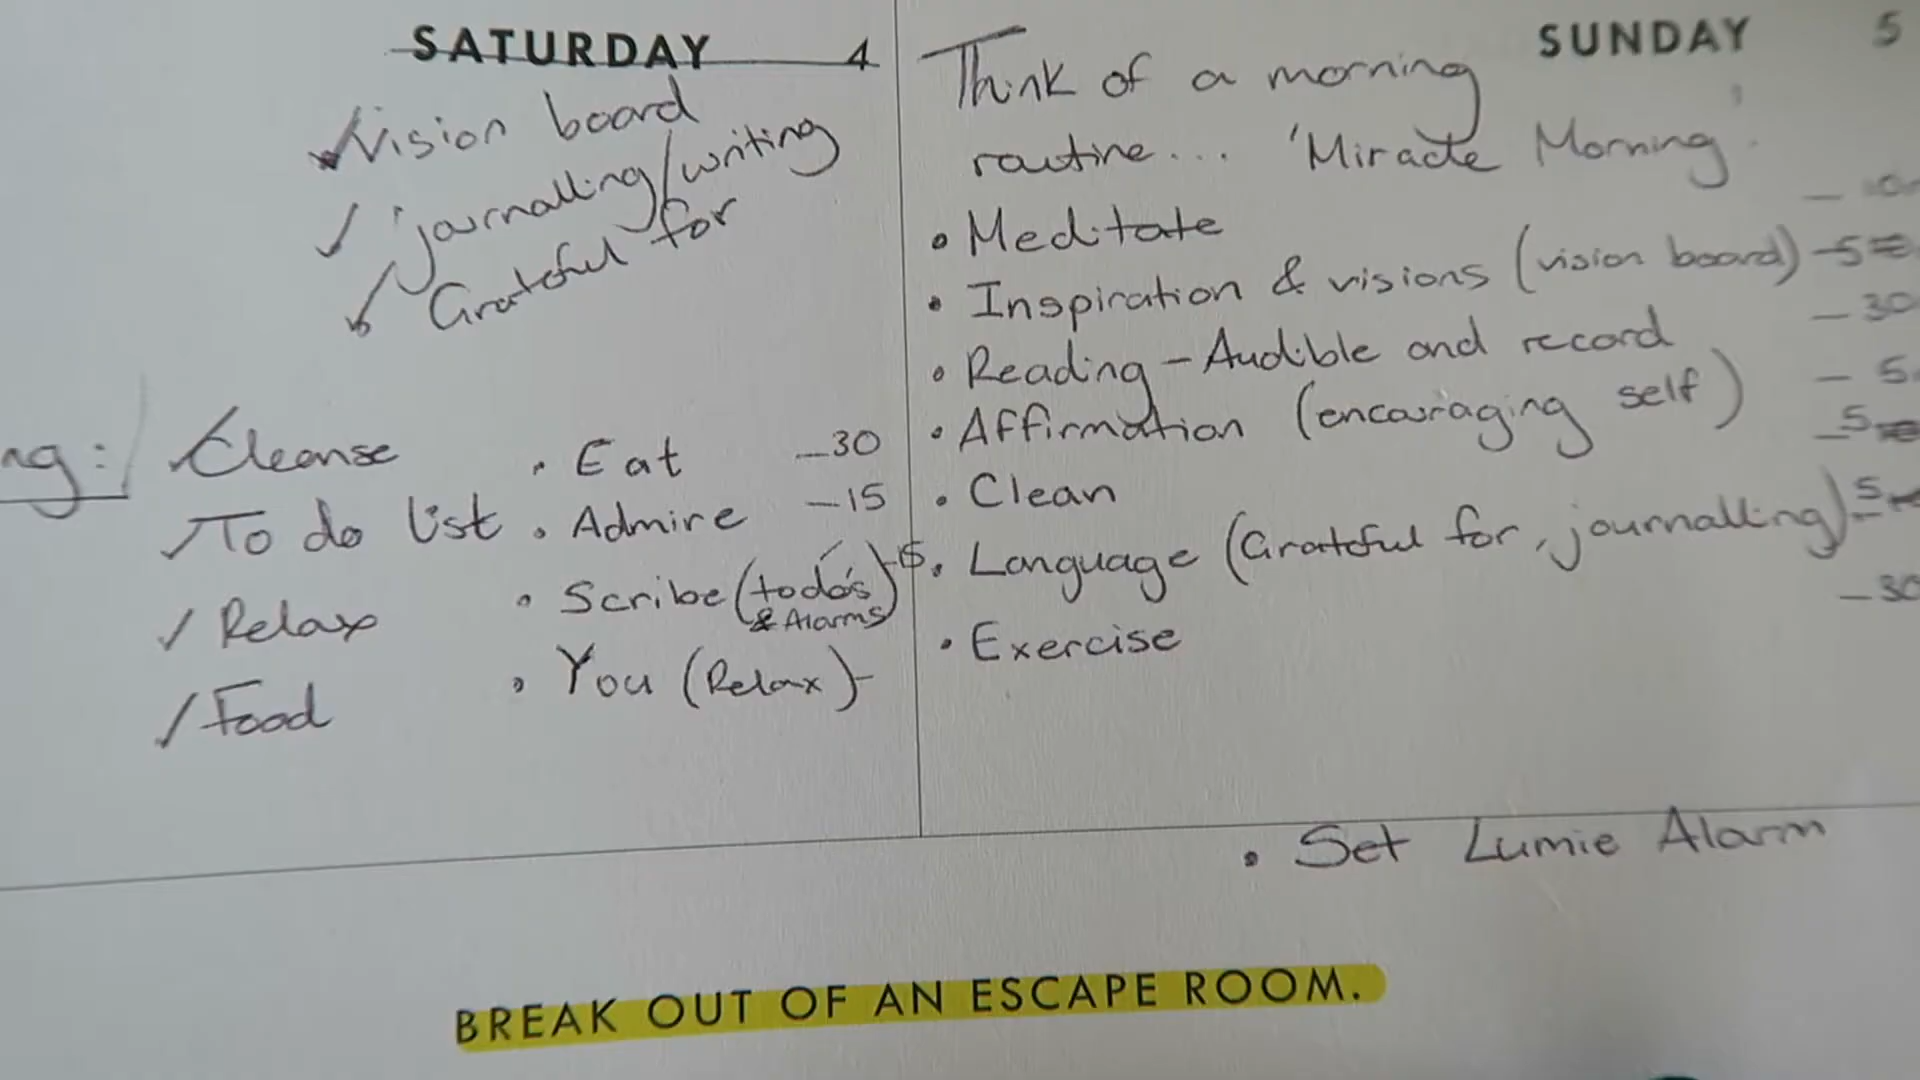 SATURDAY 4
Vision board
journalling/writing
Grateful for
ng:
Cleanse
To do list
Relax
Food
• Eat -30
• Admire -15
• Scribe (todo's & Alarms)
• You (Relax)-
SUNDAY 5
Think of a morning
routine... 'Miracle Morning'
• Meditate
• Inspiration & visions (vision board) -5
• Reading - Audible and record -30
• Affirmation (encouraging self) -5
• Clean -5
• Language (Grateful for, journalling) -5
• Exercise -30
• Set Lumie Alarm
BREAK OUT OF AN ESCAPE ROOM.